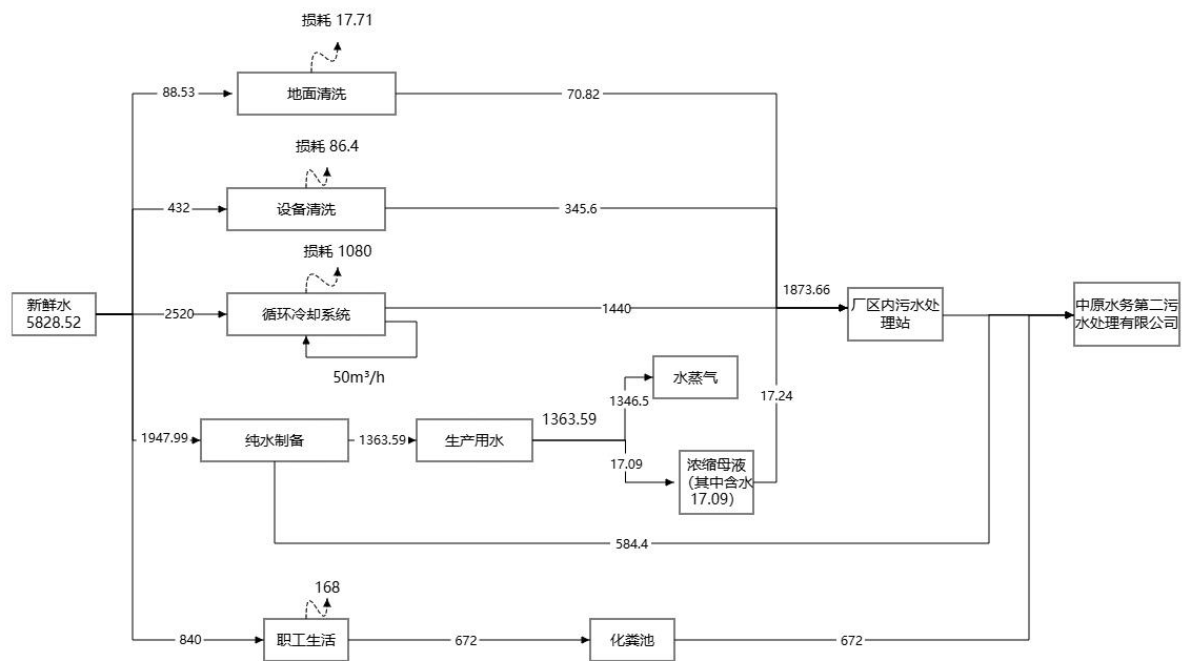 损耗 17.71
88.53
地面清洗
70.82
损耗 86.4
432
设备清洗
345.6
损耗 1080
新鲜水
5828.52
2520
循环冷却系统
1440
1873.66
厂区内污水处
理站
中原水务第二污
水处理有限公司
50m³/h
水蒸气
1346.5
17.24
1947.99
纯水制备
1363.59
生产用水
1363.59
17.09
浓缩母液
（其中含水
17.09）
584.4
168
840
职工生活
672
化粪池
672